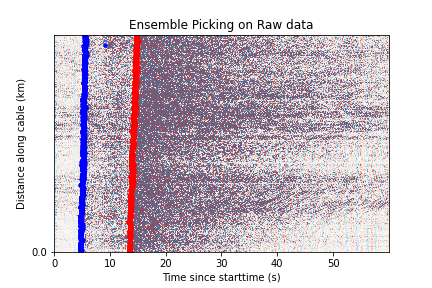 Ensemble Picking on Raw data
Distance along cable (km)
0.0
0 10 20 30 40 50
Time since starttime (s)